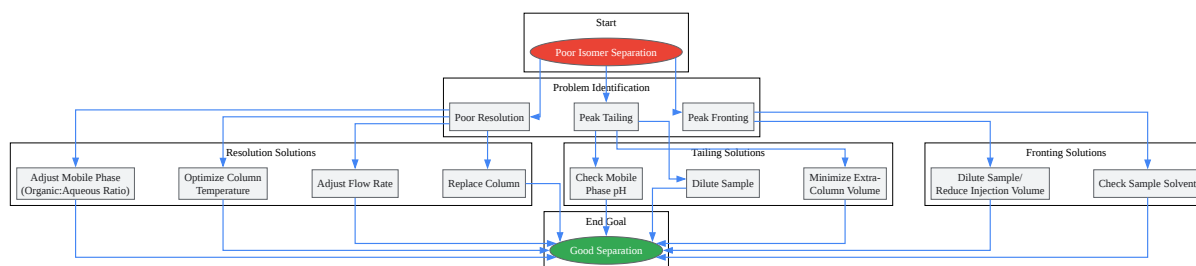 Start
Poor Isomer Separation
Problem Identification
Poor Resolution
Peak Tailing
Peak Fronting
Resolution Solutions
Adjust Mobile Phase
(Organic:Aqueous Ratio)
Optimize Column
Temperature
Adjust Flow Rate
Replace Column
Tailing Solutions
Check Mobile
Phase pH
Dilute Sample
Minimize Extra-
Column Volume
Fronting Solutions
Dilute Sample/
Reduce Injection Volume
Check Sample Solvent
End Goal
Good Separation